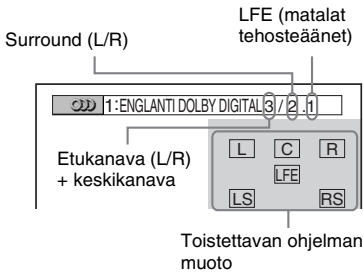 LFE (matalat
tehosteäänet)
Surround (L/R)
1:ENGLANTI DOLBY DIGITAL 3 / 2 .1
Etukanava (L/R)
+ keskikanava
L C R
LFE
LS RS
Toistettavan ohjelman
muoto